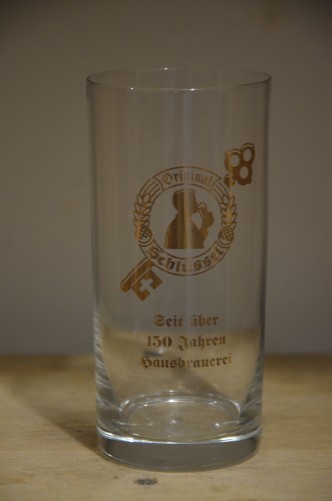 Original
Schlüssel
Seit über
150 Jahren
Hausbrauerei